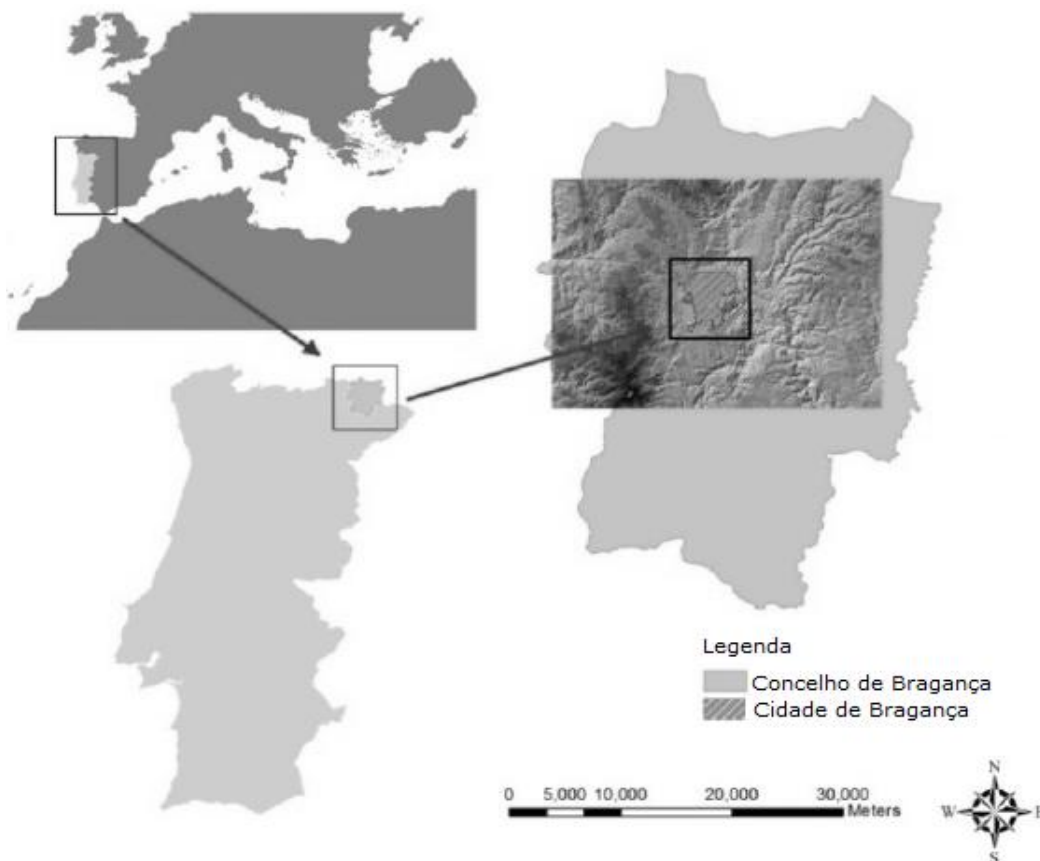 Legenda
Concelho de Bragança
Cidade de Bragança
0 5,000 10,000 20,000 30,000
Meters
N
W E
S